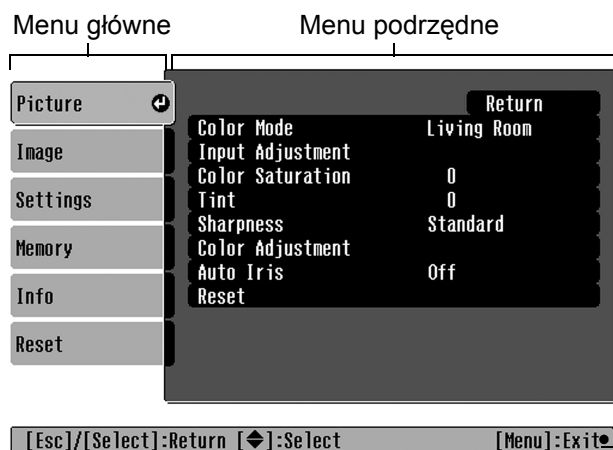 Menu główne
Menu podrzędne
Picture
Image
Settings
Memory
Info
Reset
Return
Color Mode Living Room
Input Adjustment
Color Saturation 0
Tint 0
Sharpness Standard
Color Adjustment
Auto Iris Off
Reset
[Esc]/[Select]:Return [◆]:Select [Menu]:Exit